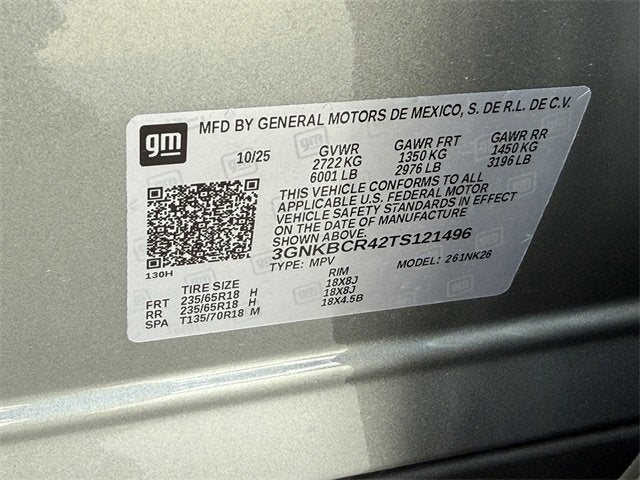 gm
MFD BY GENERAL MOTORS DE MEXICO, S. DE R.L. DE C.V.
10/25 GVWR GAWR FRT GAWR RR
2722 KG 1350 KG 1450 KG
6001 LB 2976 LB 3196 LB
THIS VEHICLE CONFORMS TO ALL
APPLICABLE U.S. FEDERAL MOTOR
VEHICLE SAFETY STANDARDS IN EFFECT
ON THE DATE OF MANUFACTURE
SHOWN ABOVE.
3GNKBCR42TS121496
130H
TYPE: MPV MODEL: 261NK26
TIRE SIZE RIM
FRT 235/65R18 H 18X8J
RR 235/65R18 H 18X8J
SPA T135/70R18 M 18X4.5B